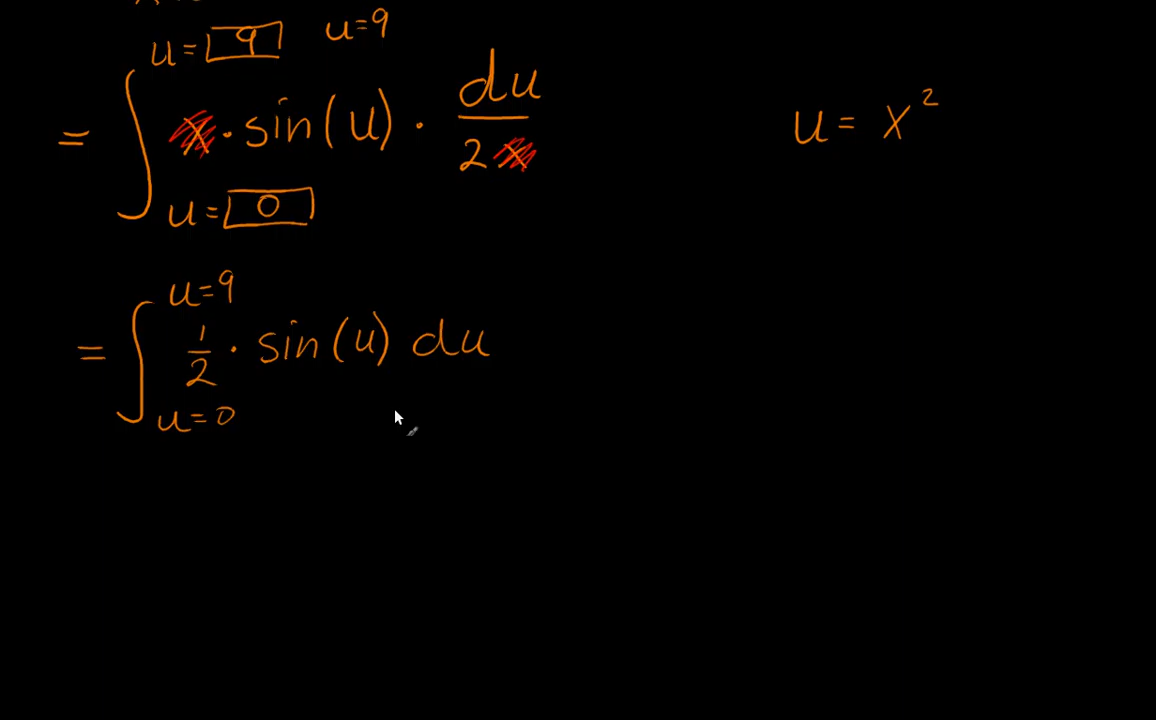 u = 9 u=9
= ∫ x · sin(u) · du / 2x
u = 0
u = x²
u=9
= ∫ 1/2 · sin(u) du
u=0